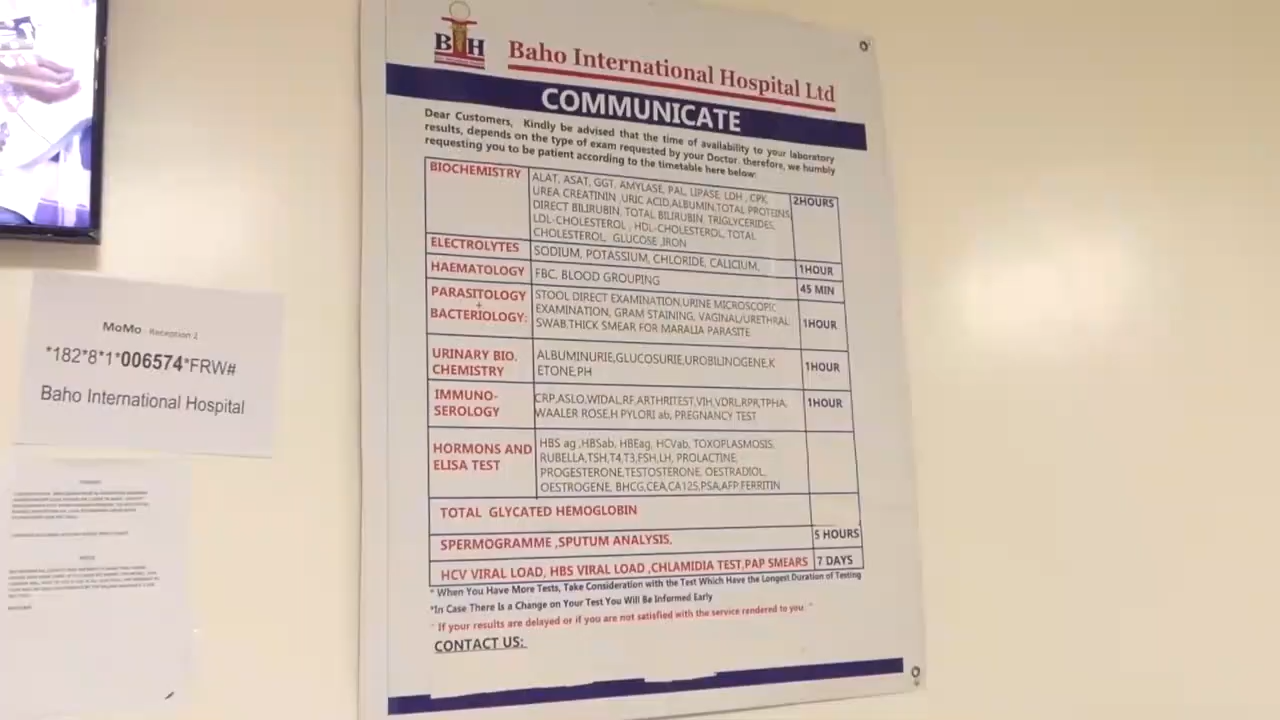 BTH
Baho International Hospital Ltd
COMMUNICATE
Dear Customers, Kindly be advised that the time of availability to your laboratory
results, depends on the type of exam requested by your Doctor. therefore, we humbly
requesting you to be patient according to the timetable here below:
BIOCHEMISTRY
ALAT, ASAT, GGT, AMYLASE, PAL, LIPASE, LDH , CPK,
UREA CREATININ ,URIC ACID,ALBUMIN,TOTAL PROTEINS
DIRECT BILIRUBIN, TOTAL BILIRUBIN, TRIGLYCERIDES,
LDL-CHOLESTEROL , HDL-CHOLESTEROL, TOTAL
CHOLESTEROL, GLUCOSE ,IRON
2HOURS
ELECTROLYTES
SODIUM, POTASSIUM, CHLORIDE, CALICIUM,
1HOUR
HAEMATOLOGY
FBC, BLOOD GROUPING
45 MIN
PARASITOLOGY
+
BACTERIOLOGY:
STOOL DIRECT EXAMINATION,URINE MICROSCOPIC
EXAMINATION, GRAM STAINING, VAGINAL/URETHRAL
SWAB,THICK SMEAR FOR MARALIA PARASITE
1HOUR
URINARY BIO.
CHEMISTRY
ALBUMINURIE,GLUCOSURIE,UROBILINOGENE,K
ETONE,PH
1HOUR
IMMUNO-
SEROLOGY
CRP,ASLO,WIDAL,RF,ARTHRITEST,VIH,VDRL,RPR,TPHA,
WAALER ROSE,H PYLORI ab, PREGNANCY TEST
1HOUR
HORMONS AND
ELISA TEST
HBS ag ,HBSab, HBEag, HCVab, TOXOPLASMOSIS,
RUBELLA,TSH,T4,T3,FSH,LH, PROLACTINE,
PROGESTERONE,TESTOSTERONE, OESTRADIOL,
OESTROGENE, BHCG,CEA,CA125,PSA,AFP,FERRITIN
TOTAL GLYCATED HEMOGLOBIN
SPERMOGRAMME ,SPUTUM ANALYSIS.
5 HOURS
HCV VIRAL LOAD, HBS VIRAL LOAD ,CHLAMIDIA TEST,PAP SMEARS
7 DAYS
* When You Have More Tests, Take Consideration with the Test Which Have the Longest Duration of Testing
*In Case There Is a Change on Your Test You Will Be Informed Early
" If your results are delayed or if you are not satisfied with the service rendered to you. "
CONTACT US:
MoMo - Reception 2
*182*8*1*006574*FRW#
Baho International Hospital